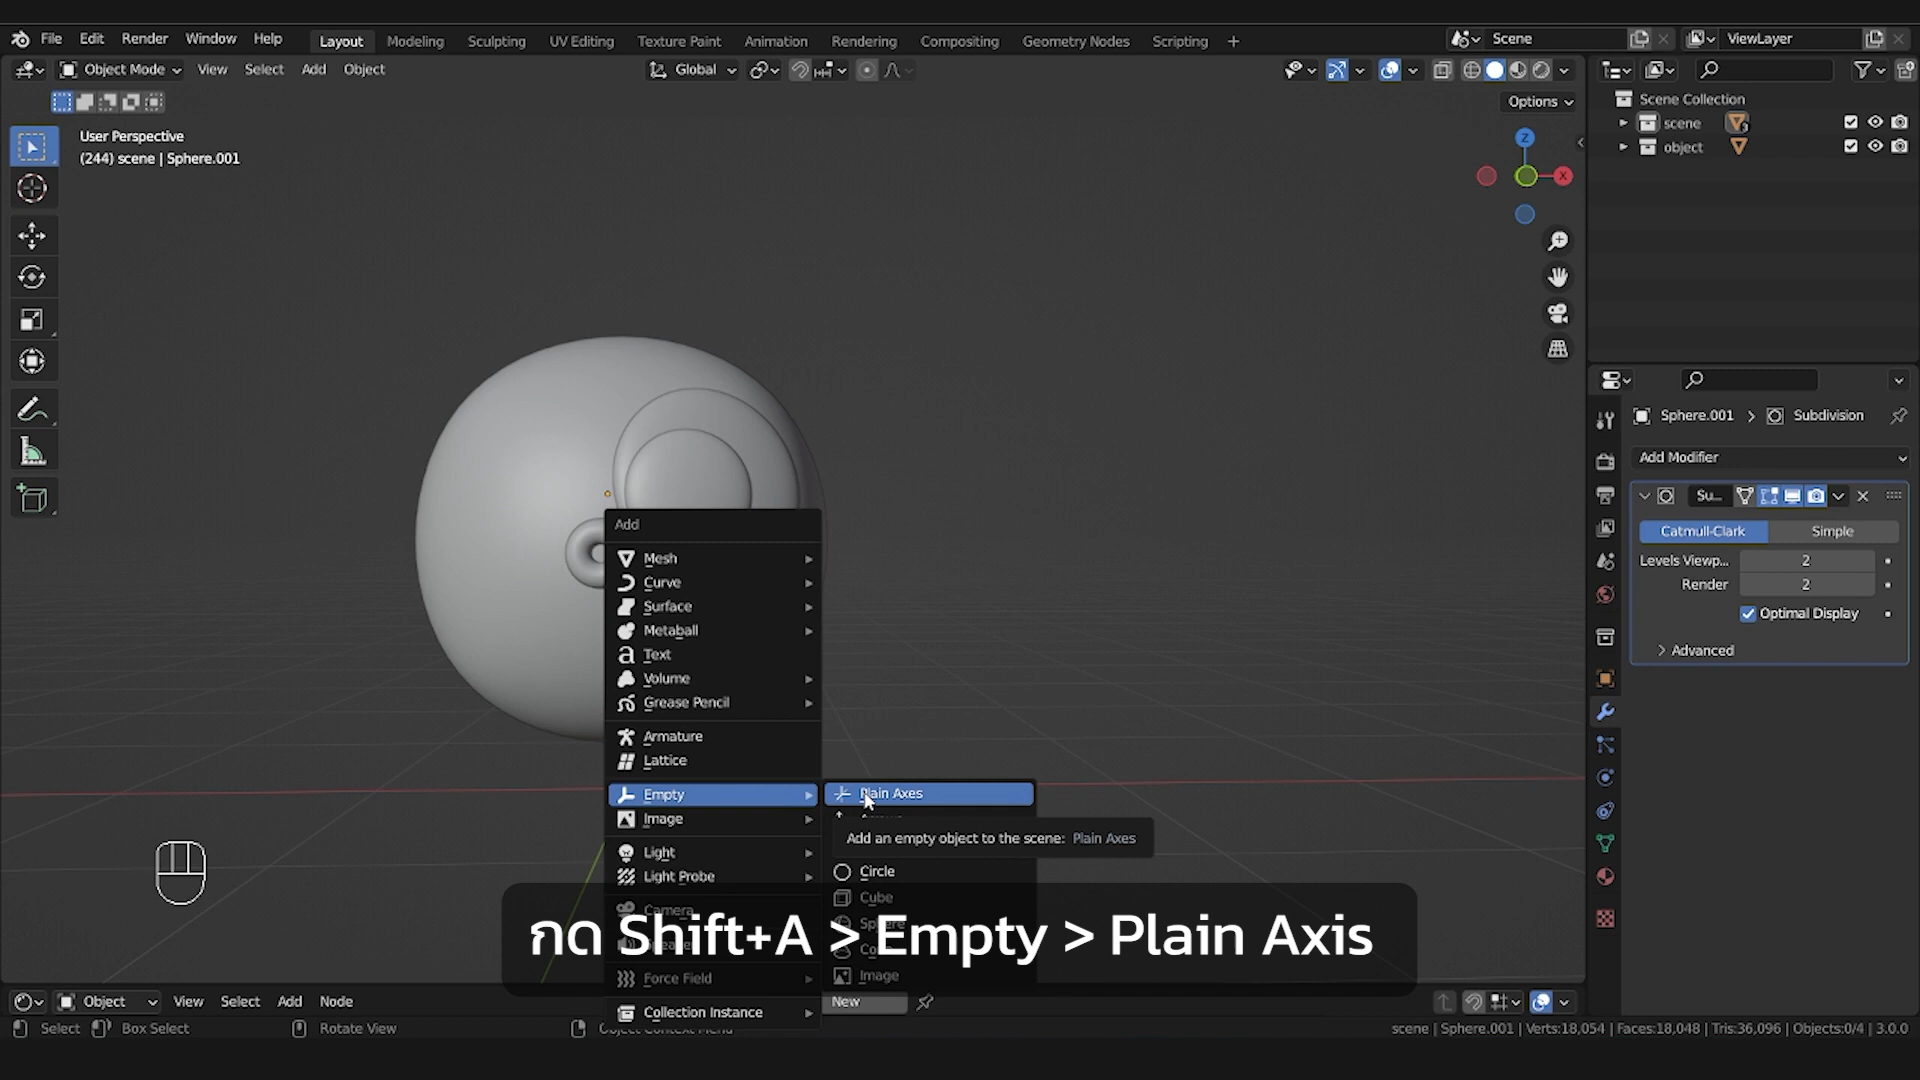 File Edit Render Window Help Layout Modeling Sculpting UV Editing Texture Paint Animation Rendering Compositing Geometry Nodes Scripting + Scene ViewLayer
Object Mode View Select Add Object Global
Options
User Perspective
(244) scene | Sphere.001
Z
X
Scene Collection
scene 3
object
Sphere.001 > Subdivision
Add Modifier
Su...
Catmull-Clark Simple
Levels Viewp... 2
Render 2
Optimal Display
Advanced
Add
Mesh
Curve
Surface
Metaball
Text
Volume
Grease Pencil
Armature
Lattice
Empty
Image
Light
Light Probe
Camera
Force Field
Collection Instance
Plain Axes
Add an empty object to the scene: Plain Axes
Circle
Cube
Image
กด Shift+A > Empty > Plain Axis
Object View Select Add Node New
Select Box Select Rotate View Object Context Menu
scene | Sphere.001 | Verts:18,054 | Faces:18,048 | Tris:36,096 | Objects:0/4 | 3.0.0